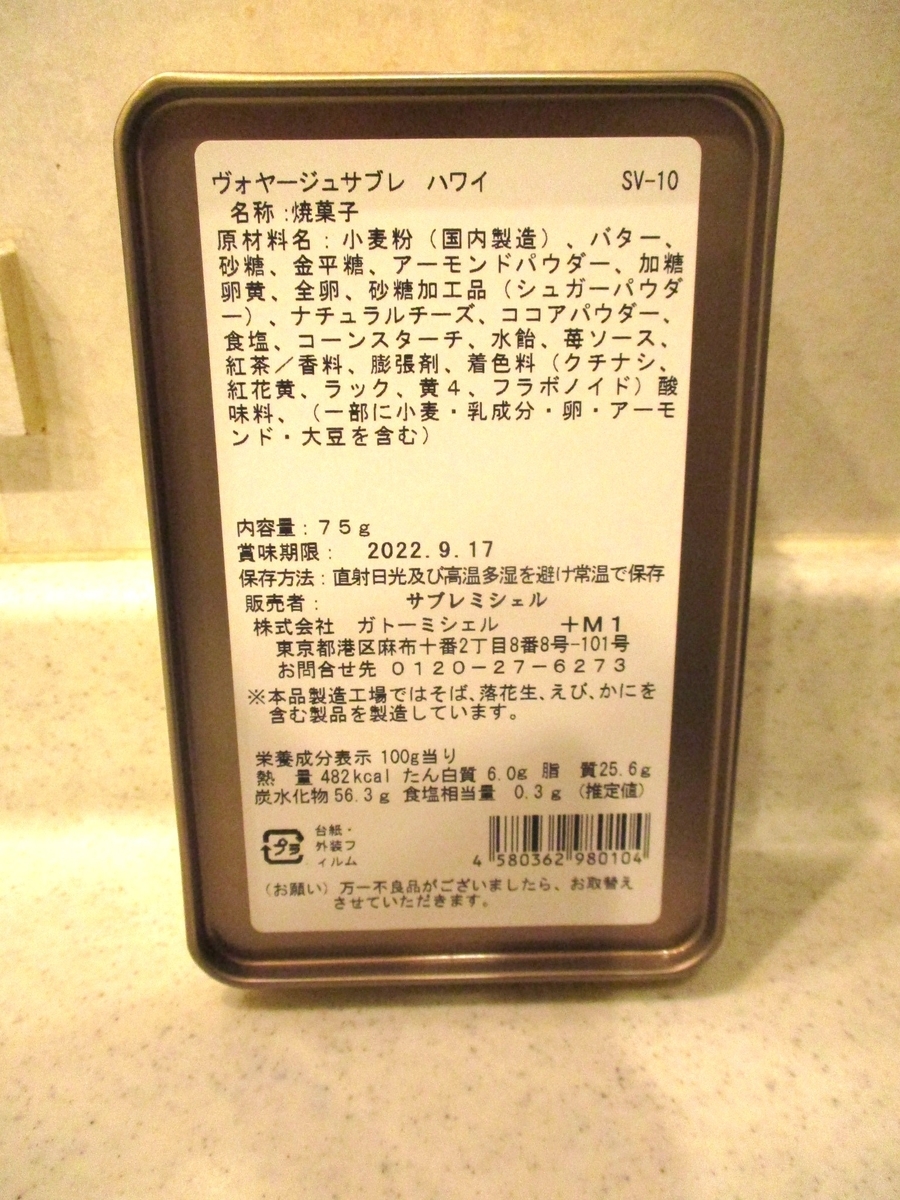 ヴォヤージュサブレ　ハワイ　SV-10
名称:焼菓子
原材料名：小麦粉（国内製造）、バター、
砂糖、金平糖、アーモンドパウダー、加糖
卵黄、全卵、砂糖加工品（シュガーパウダ
ー）、ナチュラルチーズ、ココアパウダー、
食塩、コーンスターチ、水飴、苺ソース、
紅茶／香料、膨張剤、着色料（クチナシ、
紅花黄、ラック、黄４、フラボノイド）酸
味料、（一部に小麦・乳成分・卵・アーモ
ンド・大豆を含む）
内容量：７５ｇ
賞味期限：　2022.9.17
保存方法：直射日光及び高温多湿を避け常温で保存
販売者：　サブレミシェル
株式会社　ガトーミシェル　＋Ｍ１
東京都港区麻布十番2丁目8番8号-101号
お問合せ先 ０１２０－２７－６２７３
※本品製造工場ではそば､落花生､えび､かにを
含む製品を製造しています。
栄養成分表示 100g当り
熱　量 482kcal たん白質 6.0g 脂　質25.6g
炭水化物56.3g 食塩相当量　0.3g（推定値）
プラ
台紙・
外装フ
ィルム
4 580362 980104
（お願い）万一不良品がございましたら、お取替え
させていただきます。